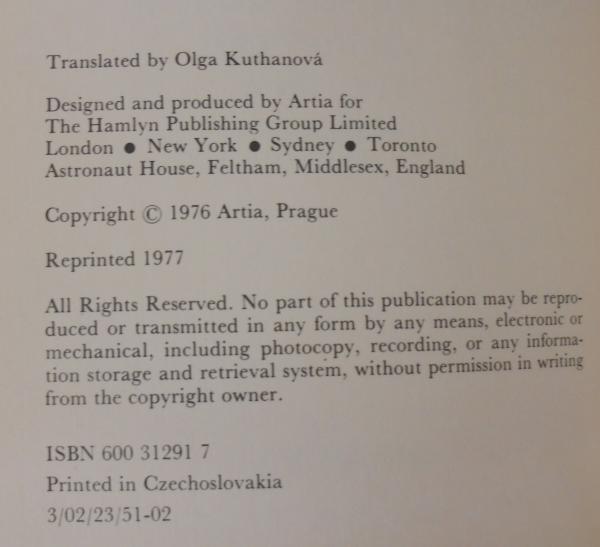 Translated by Olga Kuthanová
Designed and produced by Artia for
The Hamlyn Publishing Group Limited
London ● New York ● Sydney ● Toronto
Astronaut House, Feltham, Middlesex, England
Copyright © 1976 Artia, Prague
Reprinted 1977
All Rights Reserved. No part of this publication may be repro-
duced or transmitted in any form by any means, electronic or
mechanical, including photocopy, recording, or any informa-
tion storage and retrieval system, without permission in writing
from the copyright owner.
ISBN 600 31291 7
Printed in Czechoslovakia
3/02/23/51-02